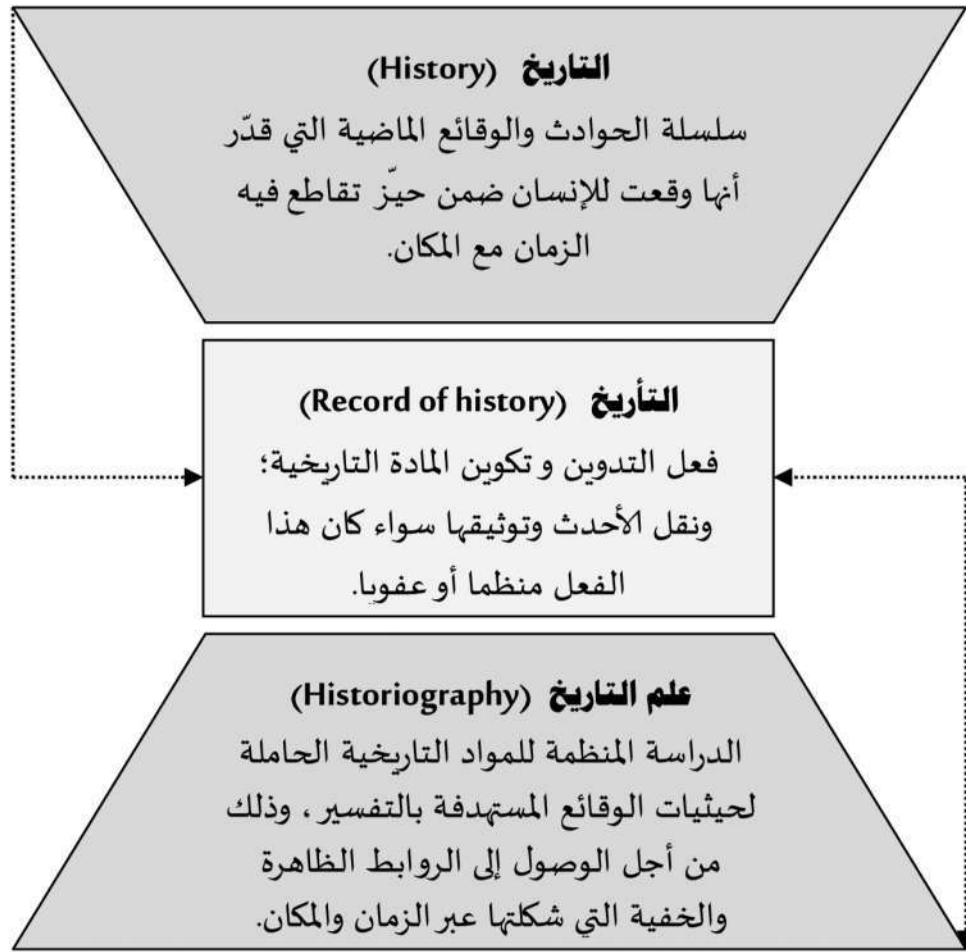 التاريخ (History)
سلسلة الحوادث والوقائع الماضية التي قدّر
أنها وقعت للإنسان ضمن حيّز تقاطع فيه
الزمان مع المكان.
التأريخ (Record of history)
فعل التدوين و تكوين المادة التاريخية؛
ونقل الأحدث وتوثيقها سواء كان هذا
الفعل منظما أو عفويا.
علم التاريخ (Historiography)
الدراسة المنظمة للمواد التاريخية الحاملة
لحيثيات الوقائع المستهدفة بالتفسير، وذلك
من أجل الوصول إلى الروابط الظاهرة
والخفية التي شكلتها عبر الزمان والمكان.